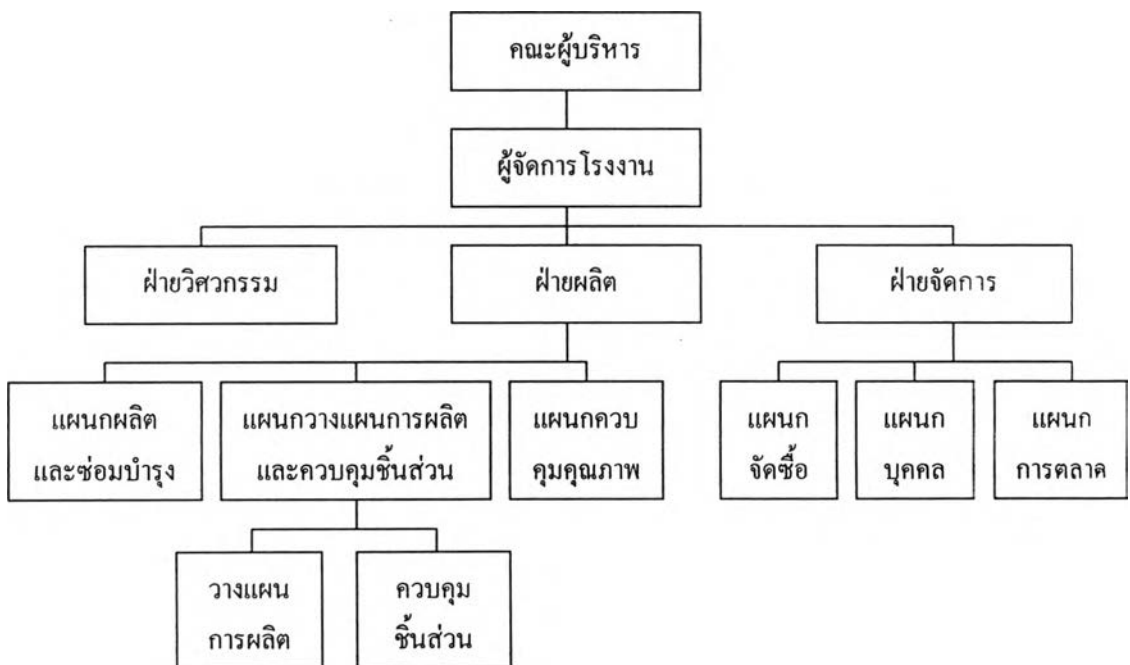 คณะผู้บริหาร
ผู้จัดการโรงงาน
ฝ่ายวิศวกรรม
ฝ่ายผลิต
ฝ่ายจัดการ
แผนกผลิต
และซ่อมบำรุง
แผนกวางแผนการผลิต
และควบคุมชิ้นส่วน
แผนกควบ
คุมคุณภาพ
แผนก
จัดซื้อ
แผนก
บุคคล
แผนก
การตลาด
วางแผน
การผลิต
ควบคุม
ชิ้นส่วน